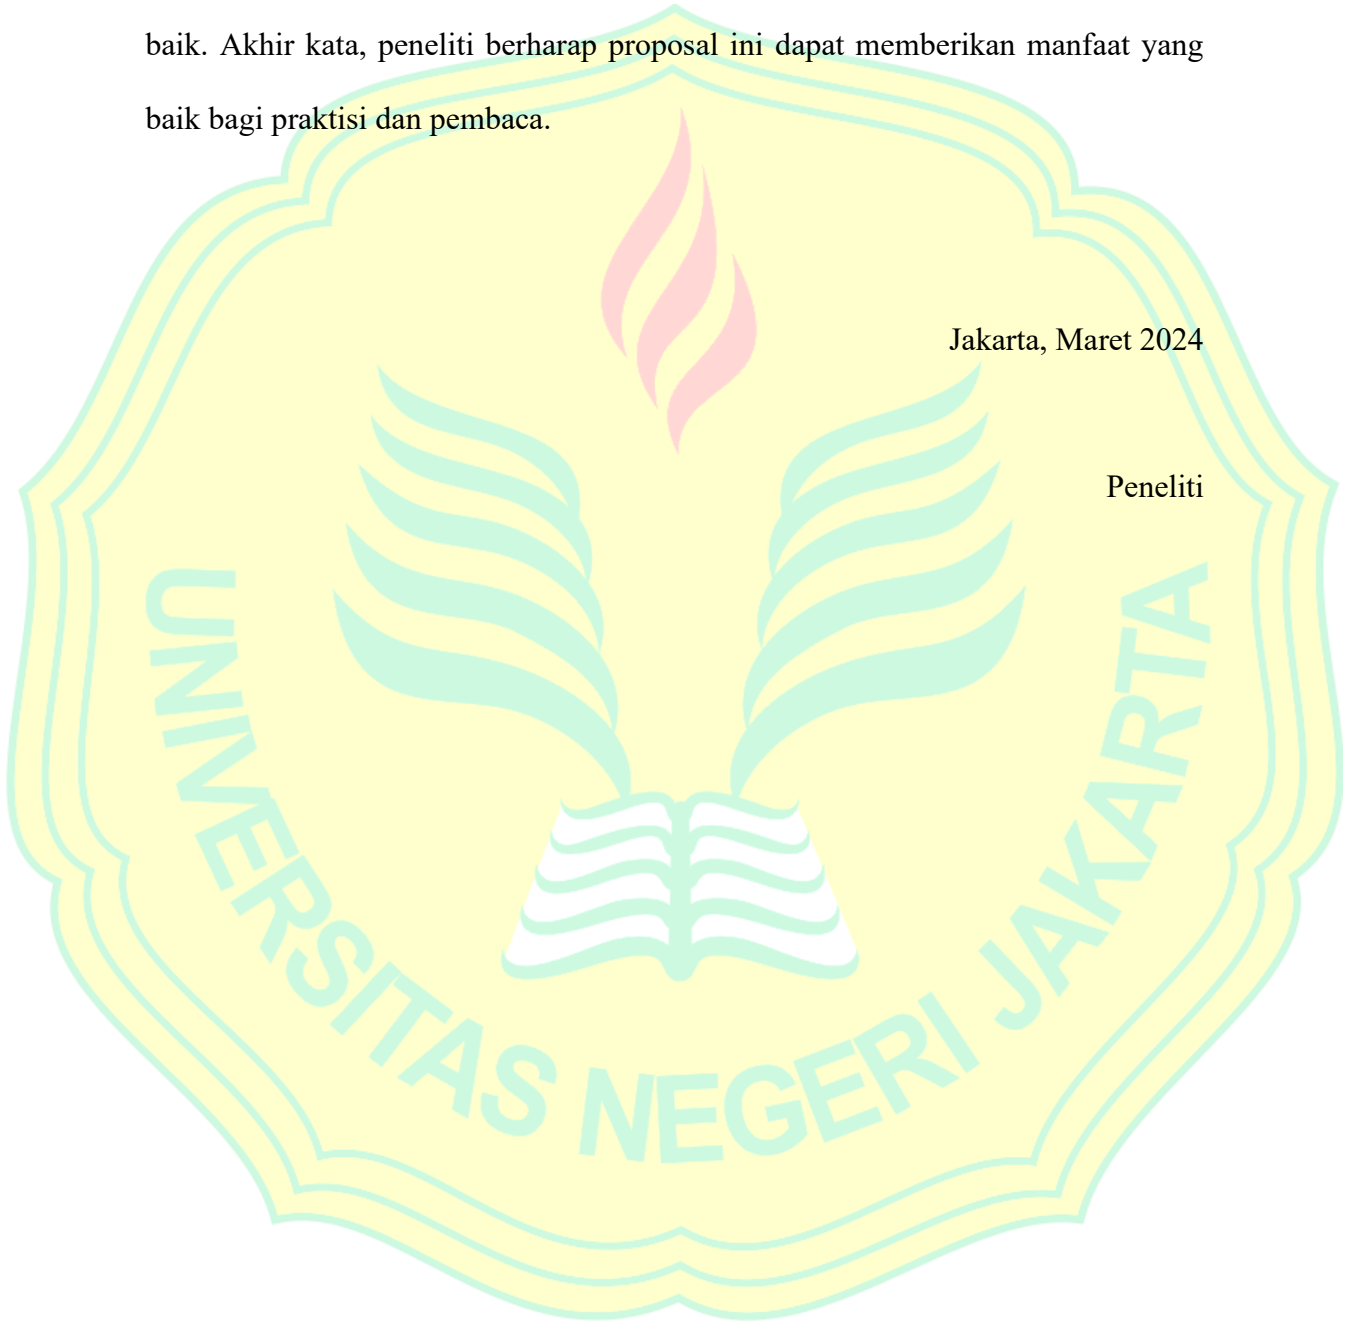 baik. Akhir kata, peneliti berharap proposal ini dapat memberikan manfaat yang
baik bagi praktisi dan pembaca.
Jakarta, Maret 2024
Peneliti
UNIVERSITAS NEGERI JAKARTA